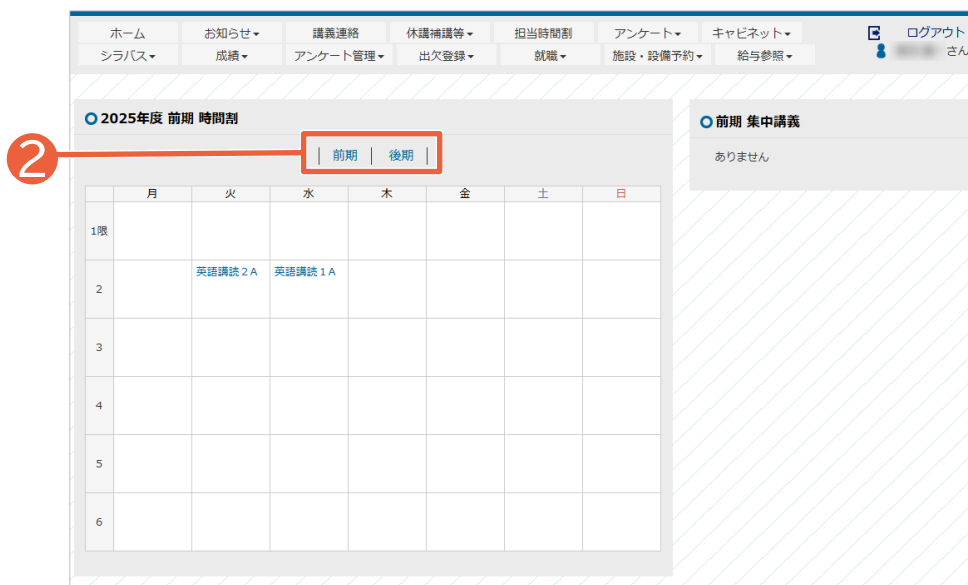 ホーム お知らせ▾ 講義連絡 休講補講等▾ 担当時間割 アンケート▾ キャビネット▾ ログアウト
シラバス▾ 成績▾ アンケート管理▾ 出欠登録▾ 就職▾ 施設・設備予約▾ 給与参照▾ さん
2025年度 前期 時間割
2
| 前期 | 後期 |
月 火 水 木 金 土 日
1限
2 英語講読2A 英語講読1A
3
4
5
6
前期 集中講義
ありません